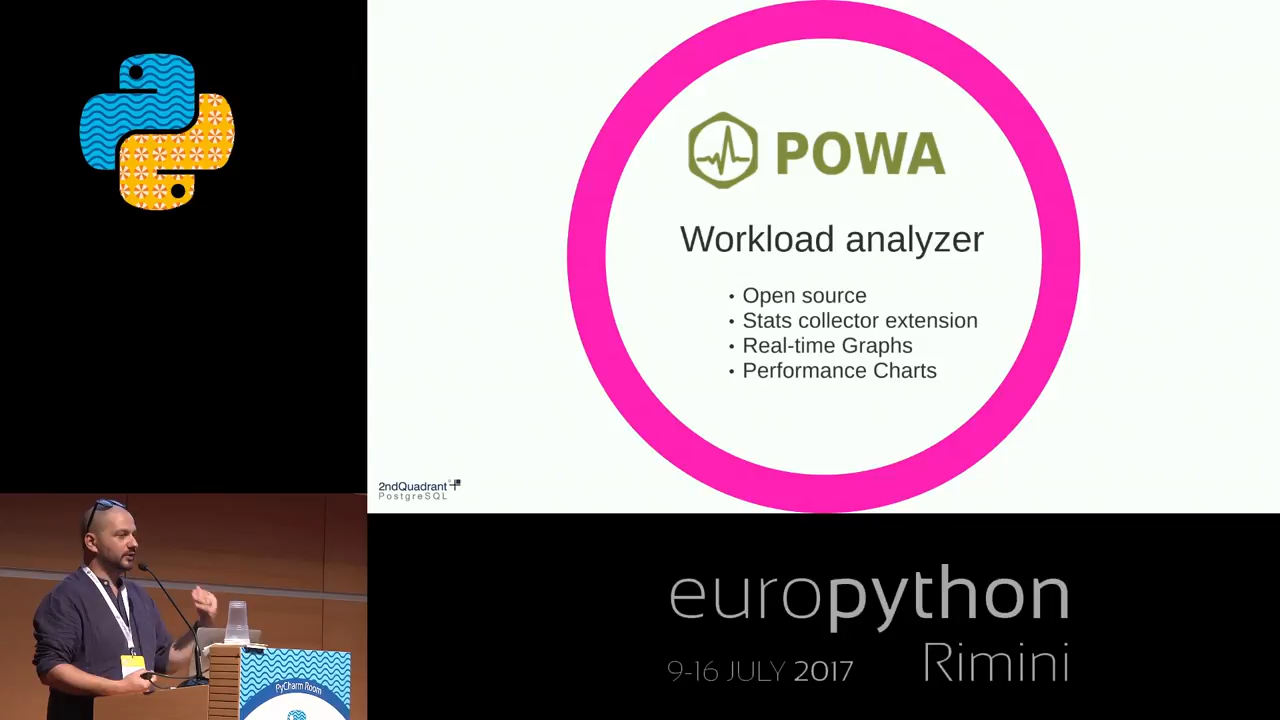 POWA
Workload analyzer
• Open source
• Stats collector extension
• Real-time Graphs
• Performance Charts
2ndQuadrant
PostgreSQL
PyCharm Room
europython
Rimini
9-16 JULY 2017